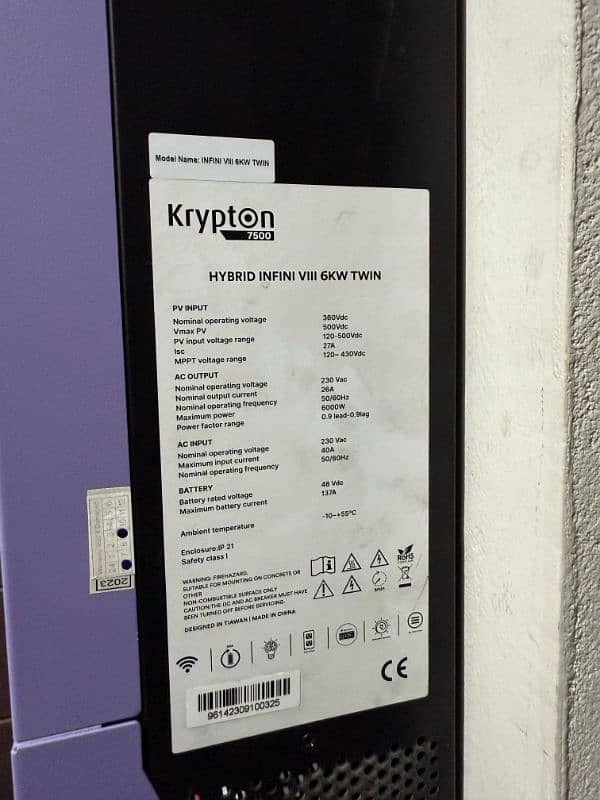 Model Name: INFINI VIII 6KW TWIN
Krypton
7500
HYBRID INFINI VIII 6KW TWIN
PV INPUT
Nominal operating voltage 360Vdc
Vmax PV 500Vdc
PV input voltage range 120-500Vdc
Isc 27A
MPPT voltage range 120~ 430Vdc
AC OUTPUT
Nominal operating voltage 230 Vac
Nominal output current 26A
Nominal operating frequency 50/60Hz
Maximum power 6000W
Power factor range 0.9 lead-0.9lag
AC INPUT
Nominal operating voltage 230 Vac
Maximum input current 40A
Nominal operating frequency 50/60Hz
BATTERY
Battery rated voltage 48 Vdc
Maximum battery current 137A
Ambient temperature -10~+55°C
Enclosure:IP 21
Safety class I
WARNING: FIREHAZARD.
SUITABLE FOR MOUNTING ON CONCRETE OR
OTHER
NON-COMBUSTIBLE SURFACE ONLY
CAUTION:THE DC AND AC BREAKER MUST HAVE
BEEN TURNED OFF BEFORE SERVICING.
DESIGNED IN TIAWAN | MADE IN CHINA
RoHS
CE
96142309100325
2023